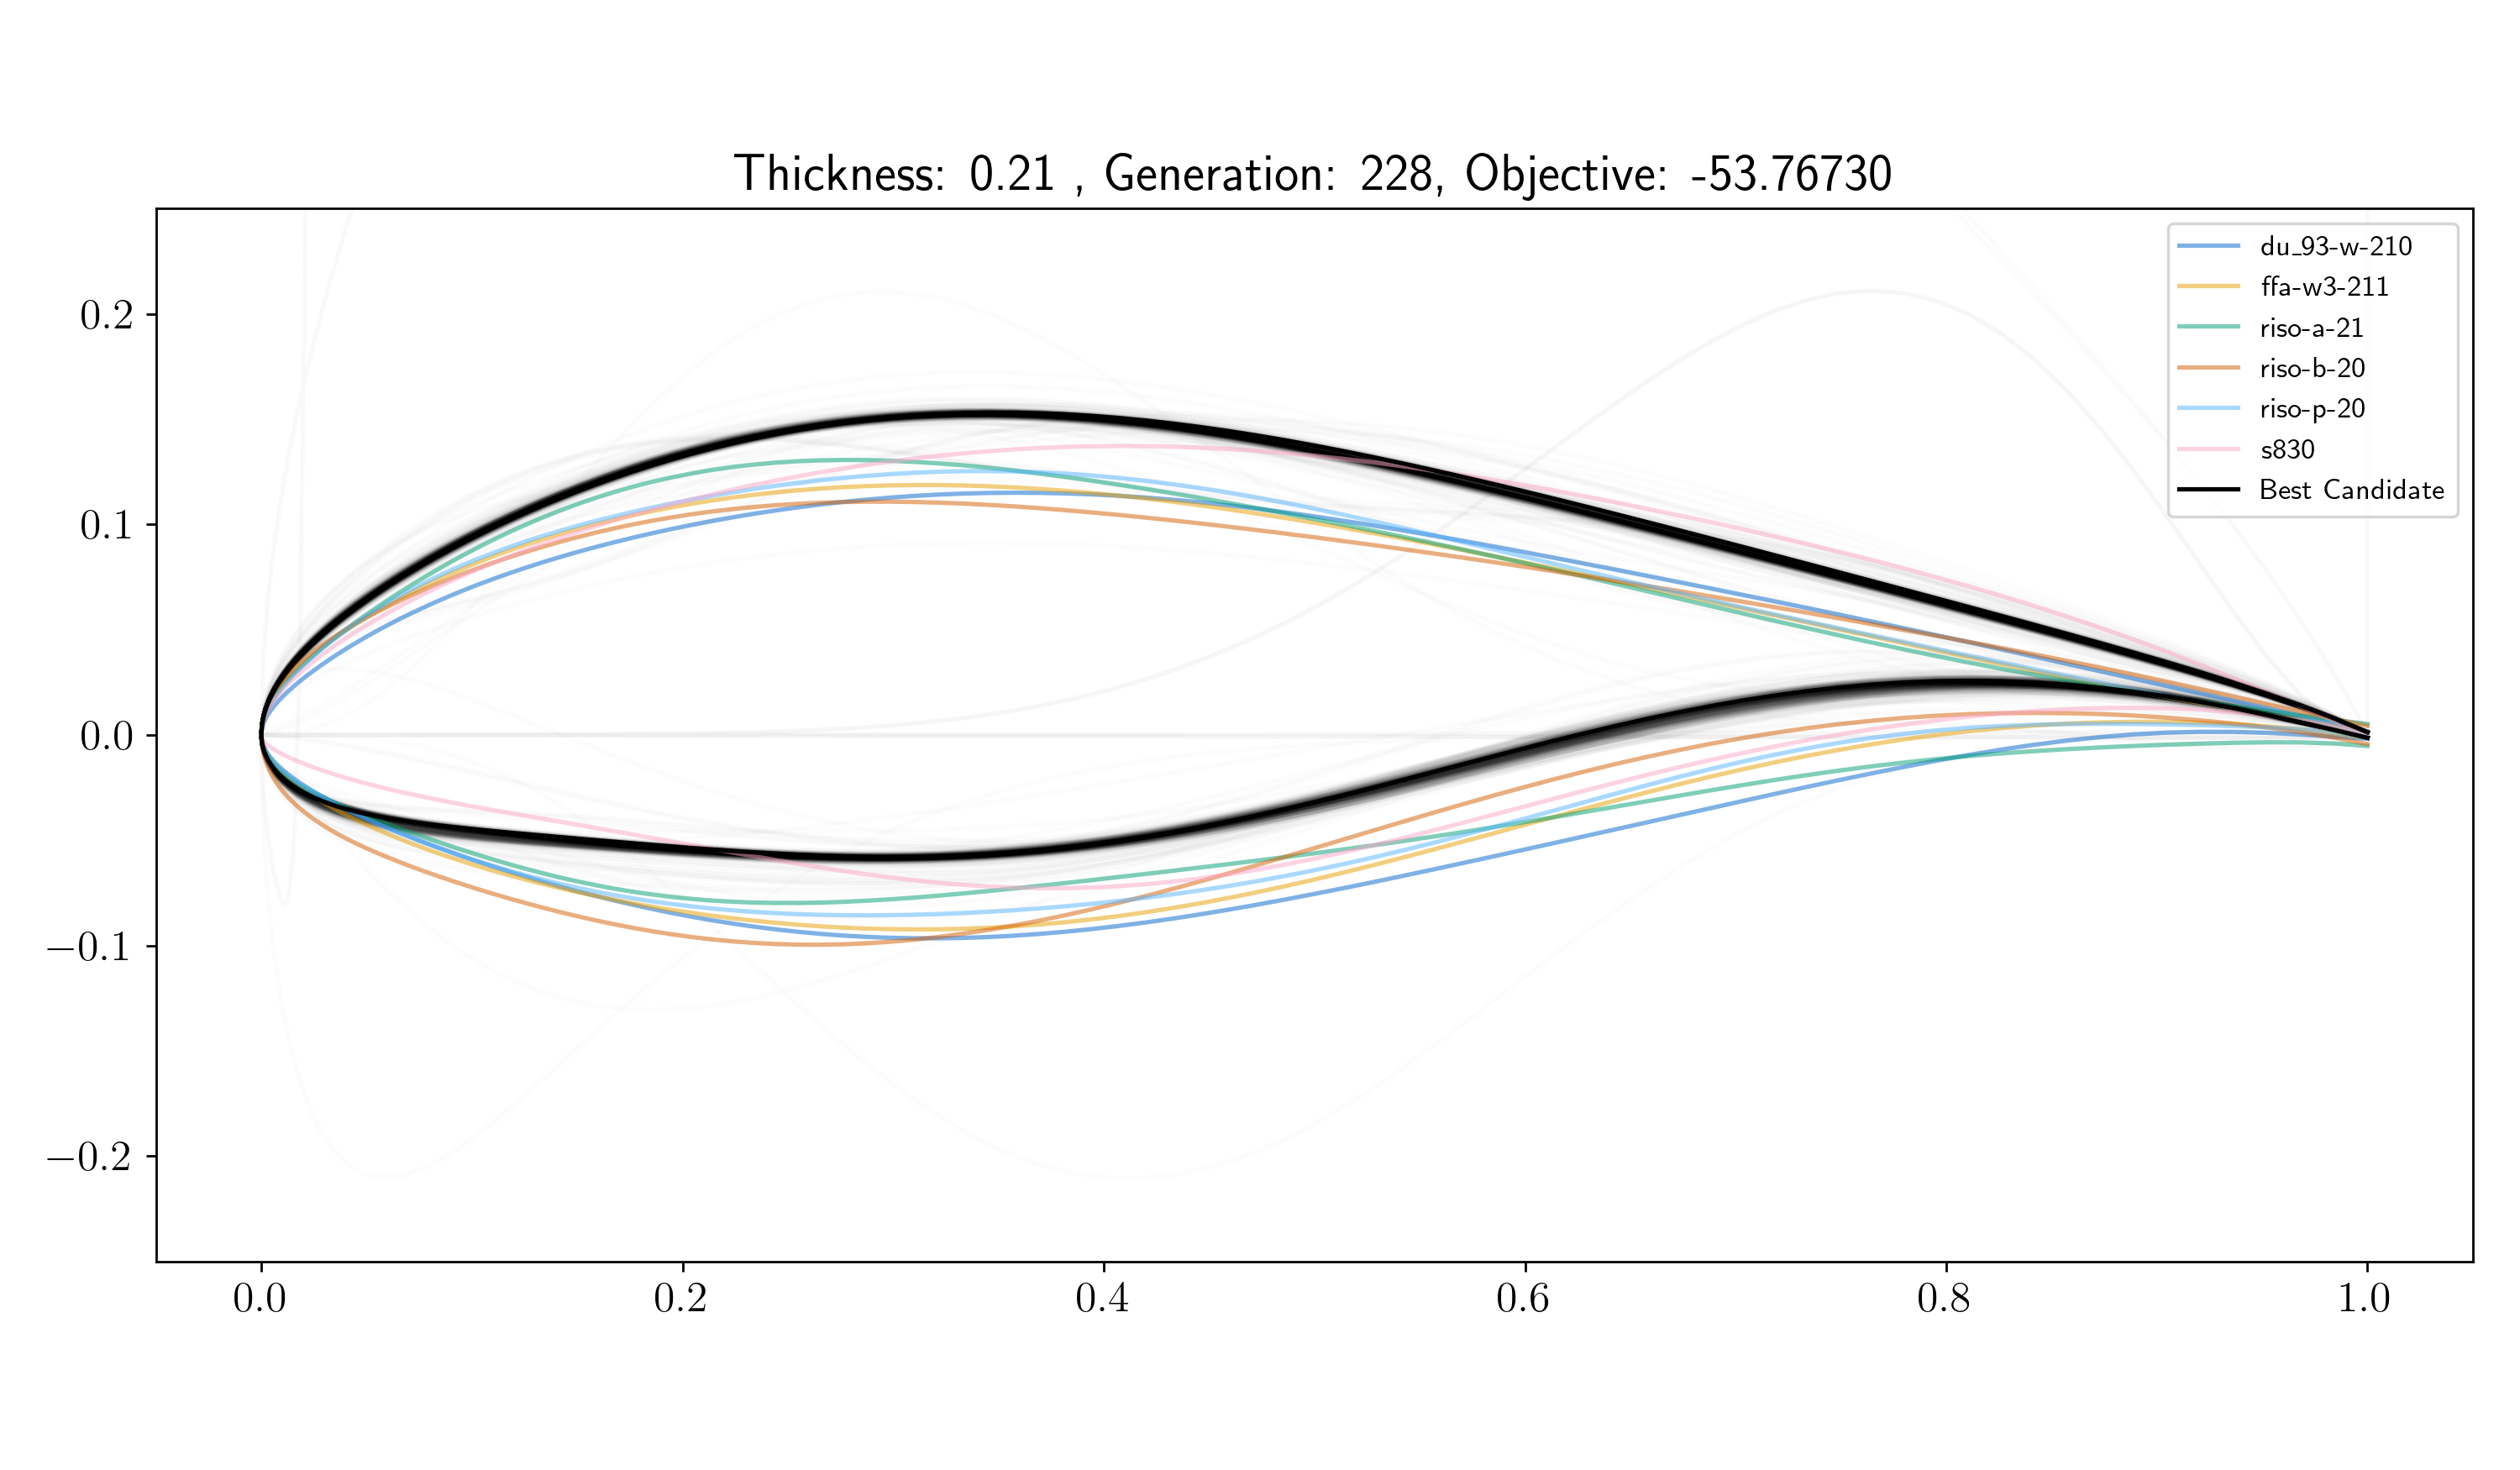 Thickness: 0.21 , Generation: 228, Objective: -53.76730
du_93-w-210
ffa-w3-211
riso-a-21
riso-b-20
riso-p-20
s830
Best Candidate
0.2
0.1
0.0
−0.1
−0.2
0.0 0.2 0.4 0.6 0.8 1.0